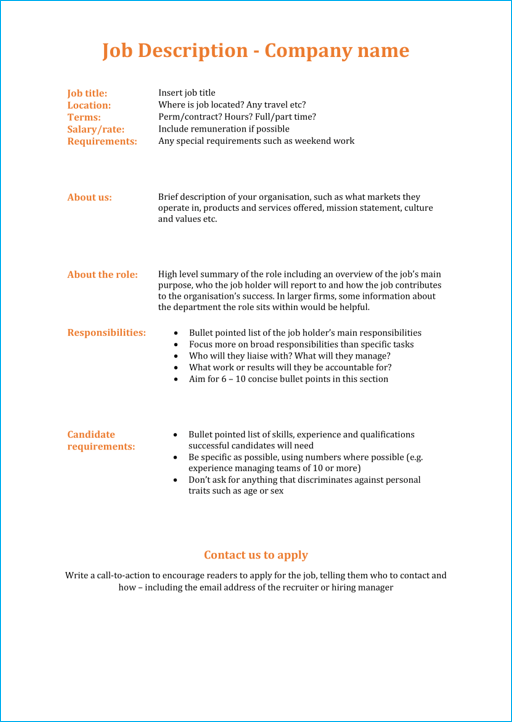 Job Description - Company name
Job title: Insert job title
Location: Where is job located? Any travel etc?
Terms: Perm/contract? Hours? Full/part time?
Salary/rate: Include remuneration if possible
Requirements: Any special requirements such as weekend work
About us: Brief description of your organisation, such as what markets they
operate in, products and services offered, mission statement, culture
and values etc.
About the role: High level summary of the role including an overview of the job’s main
purpose, who the job holder will report to and how the job contributes
to the organisation’s success. In larger firms, some information about
the department the role sits within would be helpful.
Responsibilities: • Bullet pointed list of the job holder’s main responsibilities
• Focus more on broad responsibilities than specific tasks
• Who will they liaise with? What will they manage?
• What work or results will they be accountable for?
• Aim for 6 – 10 concise bullet points in this section
Candidate • Bullet pointed list of skills, experience and qualifications
requirements: successful candidates will need
• Be specific as possible, using numbers where possible (e.g.
experience managing teams of 10 or more)
• Don’t ask for anything that discriminates against personal
traits such as age or sex
Contact us to apply
Write a call-to-action to encourage readers to apply for the job, telling them who to contact and
how – including the email address of the recruiter or hiring manager